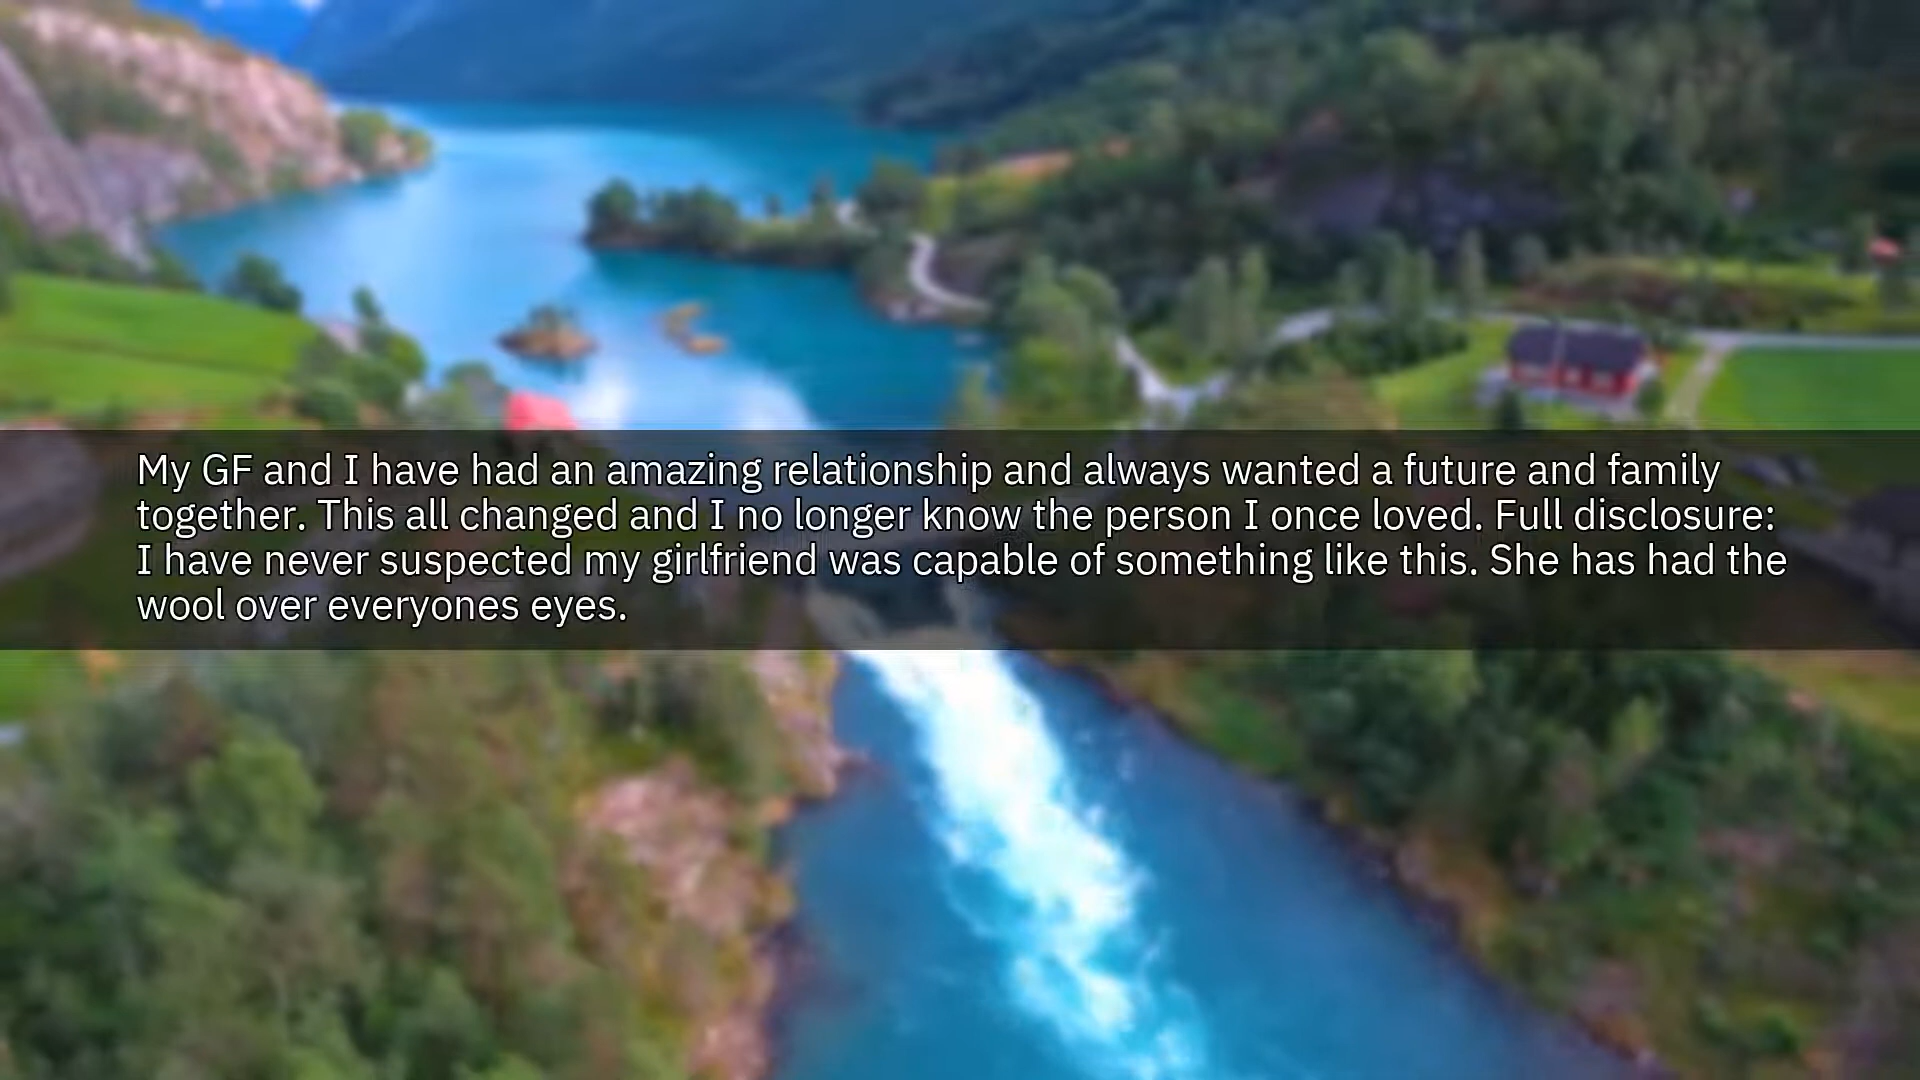 My GF and I have had an amazing relationship and always wanted a future and family
together. This all changed and I no longer know the person I once loved. Full disclosure:
I have never suspected my girlfriend was capable of something like this. She has had the
wool over everyones eyes.